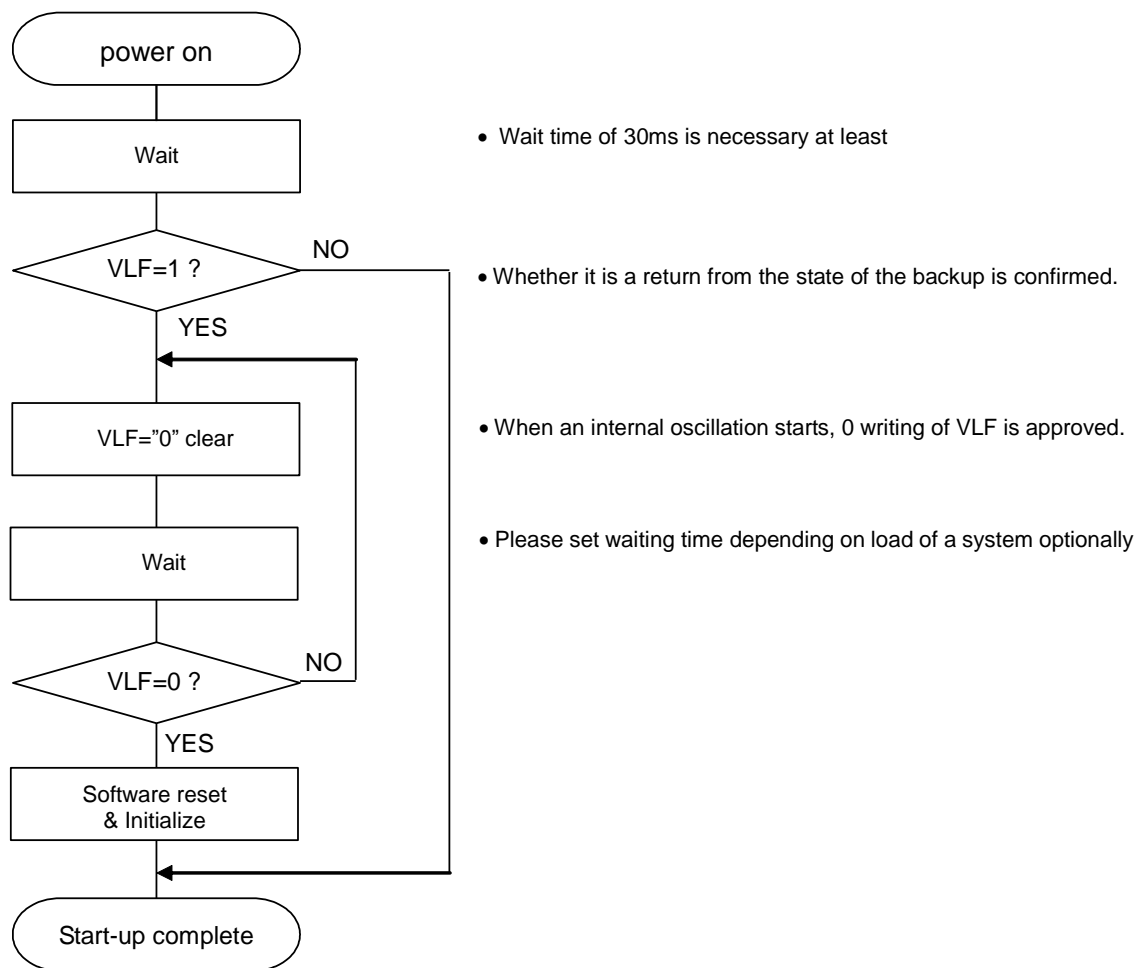 power on
Wait
• Wait time of 30ms is necessary at least
VLF=1 ?
NO
• Whether it is a return from the state of the backup is confirmed.
YES
VLF=”0” clear
• When an internal oscillation starts, 0 writing of VLF is approved.
Wait
• Please set waiting time depending on load of a system optionally
VLF=0 ?
NO
YES
Software reset
& Initialize
Start-up complete